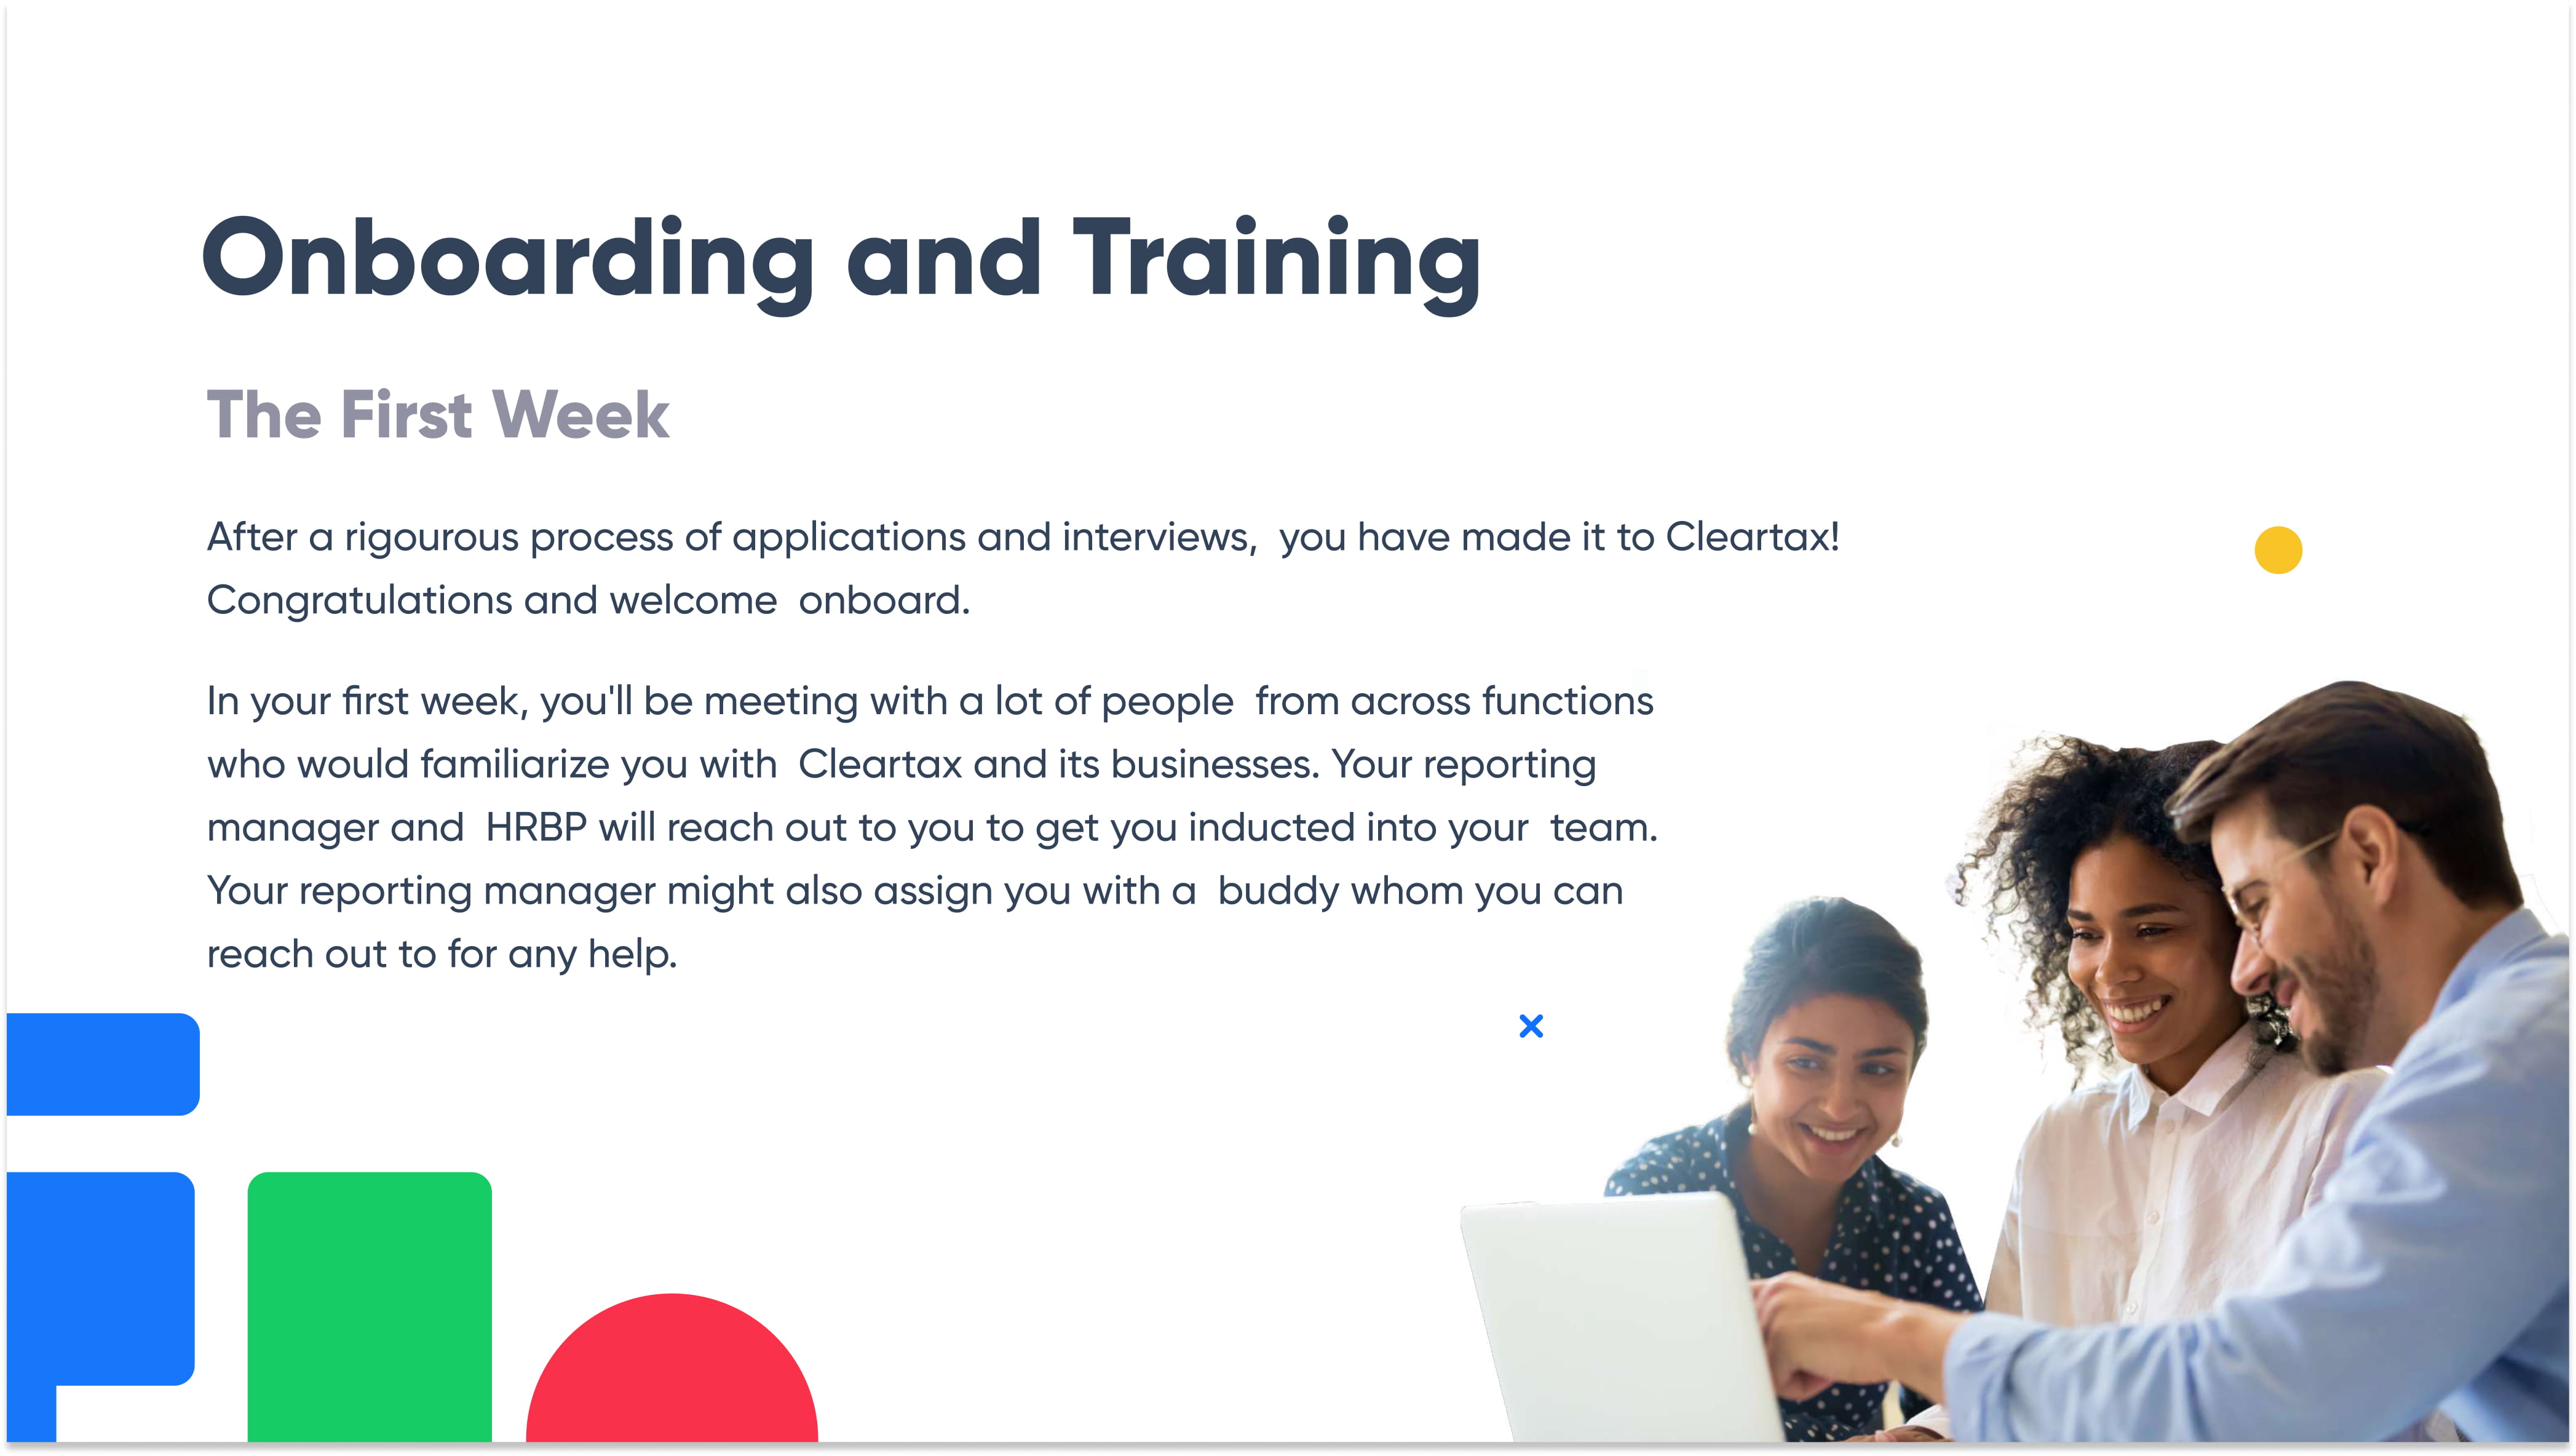 Onboarding and Training
The First Week
After a rigourous process of applications and interviews,  you have made it to Cleartax!
Congratulations and welcome  onboard.
In your first week, you'll be meeting with a lot of people  from across functions
who would familiarize you with  Cleartax and its businesses. Your reporting
manager and  HRBP will reach out to you to get you inducted into your  team.
Your reporting manager might also assign you with a  buddy whom you can
reach out to for any help.